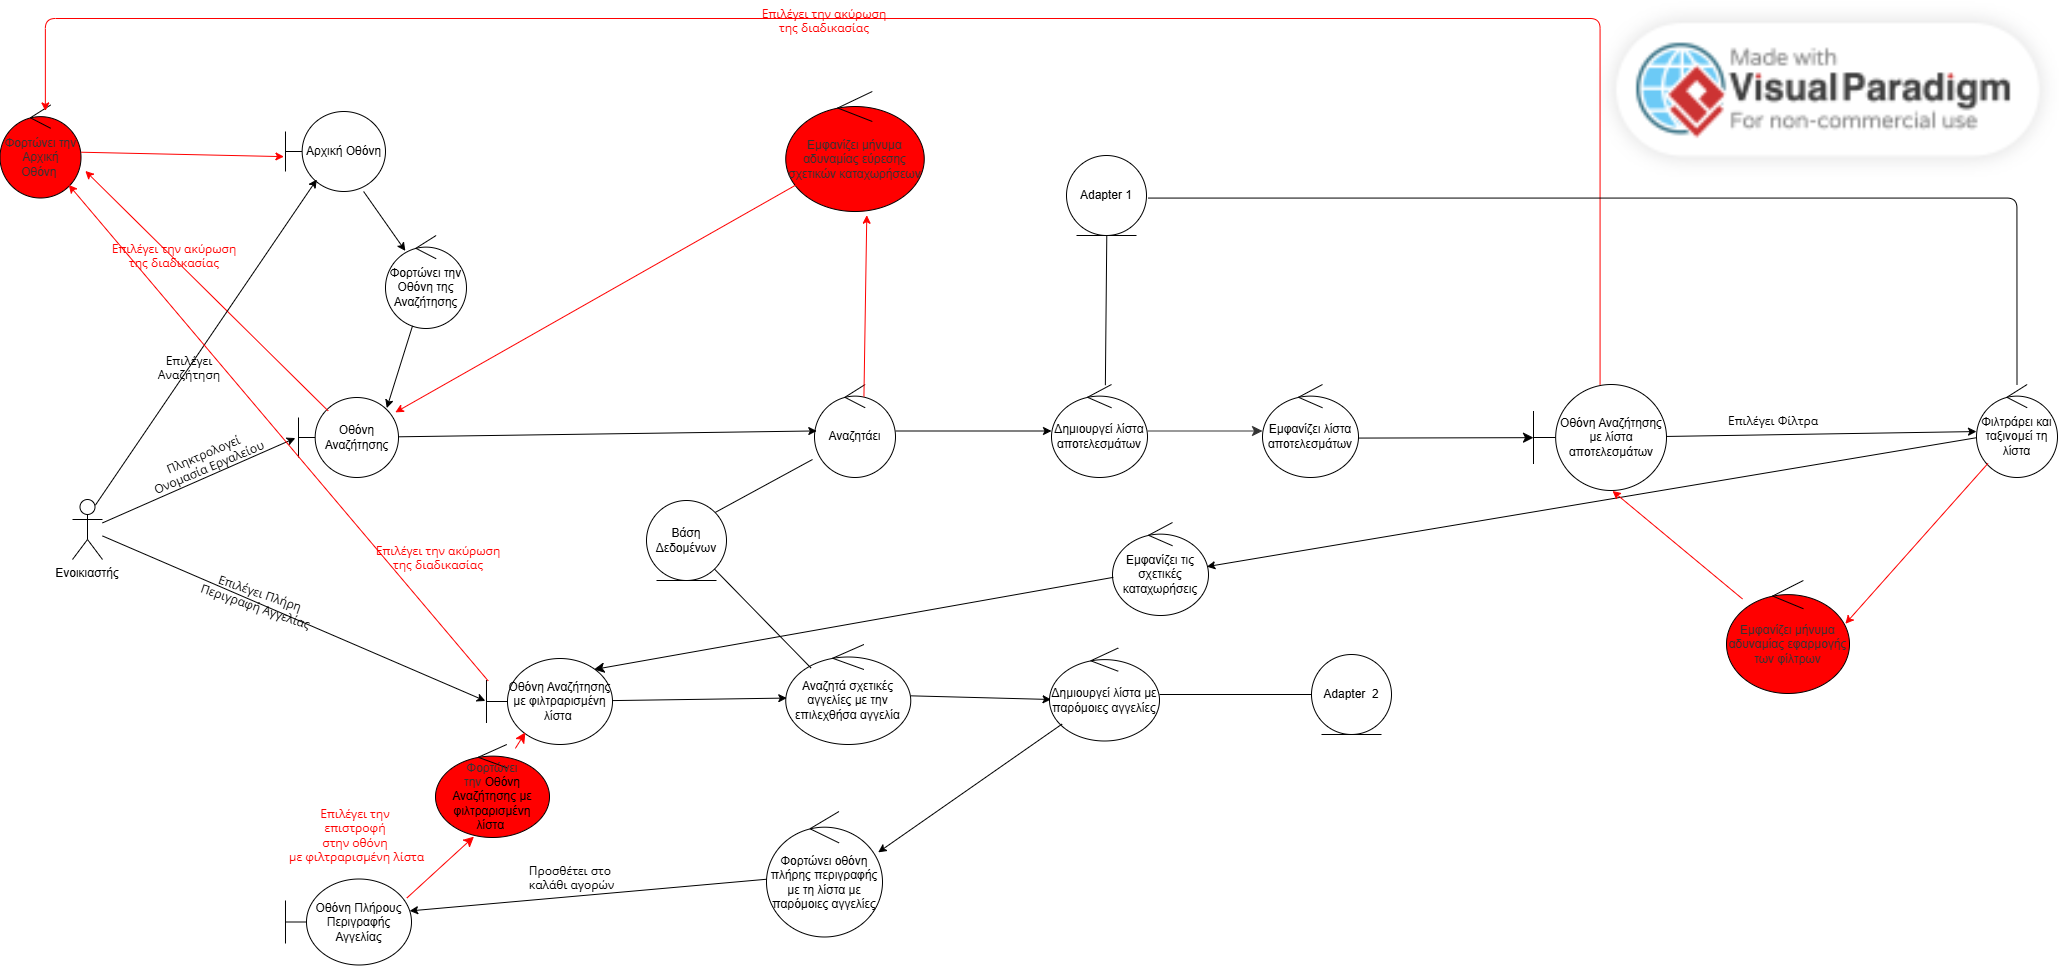 Επιλέγει την ακύρωση
της διαδικασίας
Made with
Visual Paradigm
For non-commercial use
Φορτώνει την
Αρχική
Οθόνη
Αρχική Οθόνη
Εμφανίζει μήνυμα
αδυναμίας εύρεσης
σχετικών καταχωρήσεων
Adapter 1
Επιλέγει την ακύρωση
της διαδικασίας
Φορτώνει την
Οθόνη της
Αναζήτησης
Επιλέγει
Αναζήτηση
Οθόνη
Αναζήτησης
Αναζητάει
Δημιουργεί λίστα
αποτελεσμάτων
Εμφανίζει λίστα
αποτελεσμάτων
Οθόνη Αναζήτησης
με λίστα
αποτελεσμάτων
Επιλέγει Φίλτρα
Φιλτράρει και
ταξινομεί τη
λίστα
Πληκτρολογεί
Ονομασία Εργαλείου
Βάση
Δεδομένων
Ενοικιαστής
Επιλέγει την ακύρωση
της διαδικασίας
Εμφανίζει τις
σχετικές
καταχωρήσεις
Επιλέγει Πλήρη
Περιγραφή Αγγελίας
Εμφανίζει μήνυμα
αδυναμίας εφαρμογής
των φίλτρων
Οθόνη Αναζήτησης
με φιλτραρισμένη
λίστα
Αναζητά σχετικές
αγγελίες με την
επιλεχθήσα αγγελία
Δημιουργεί λίστα με
παρόμοιες αγγελίες
Adapter 2
Φορτώνει
την Οθόνη
Αναζήτησης με
φιλτραρισμένη
λίστα
Επιλέγει την
επιστροφή
στην οθόνη
με φιλτραρισμένη λίστα
Προσθέτει στο
καλάθι αγορών
Φορτώνει οθόνη
πλήρης περιγραφής
με τη λίστα με
παρόμοιες αγγελίες
Οθόνη Πλήρους
Περιγραφής
Αγγελίας